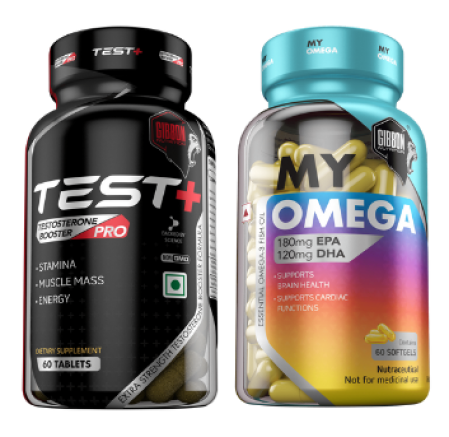 TEST+
GIBBON
TEST+
TESTOSTERONE
BOOSTER
PRO
• STAMINA
• MUSCLE MASS
• ENERGY
DIETARY SUPPLEMENT
60 TABLETS
EXTRA STRENGTH TESTOSTERONE BOOSTER FORMULA
MY
OMEGA
MY
OMEGA
GIBBON
MY
OMEGA
180mg EPA
120mg DHA
• SUPPORTS
BRAIN HEALTH
• SUPPORTS CARDIAC
FUNCTIONS
ESSENTIAL OMEGA-3 FISH OIL
60 SOFTGELS
Nutraceutical
Not for medicinal use